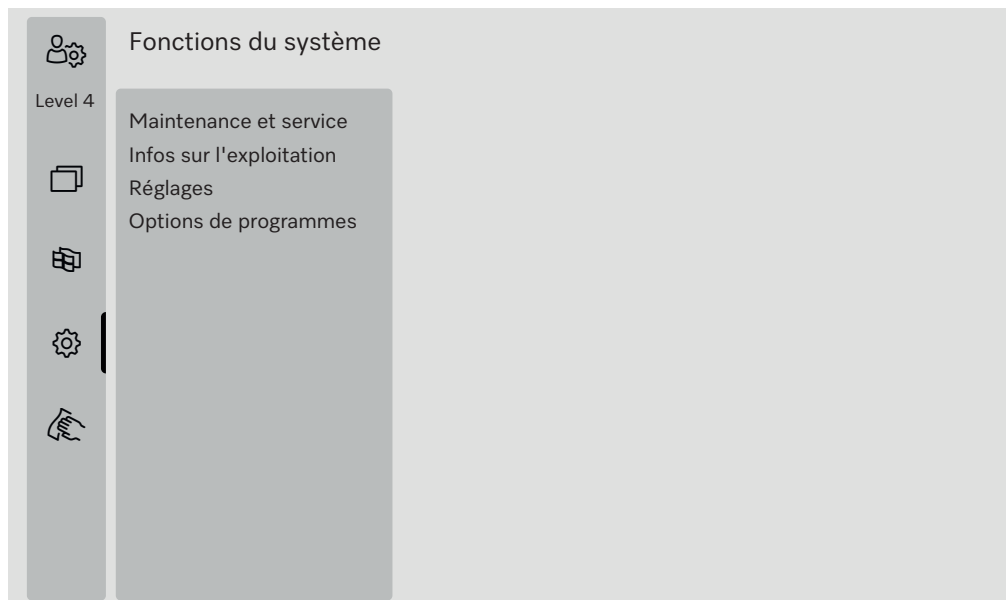 Fonctions du système
Level 4
Maintenance et service
Infos sur l'exploitation
Réglages
Options de programmes